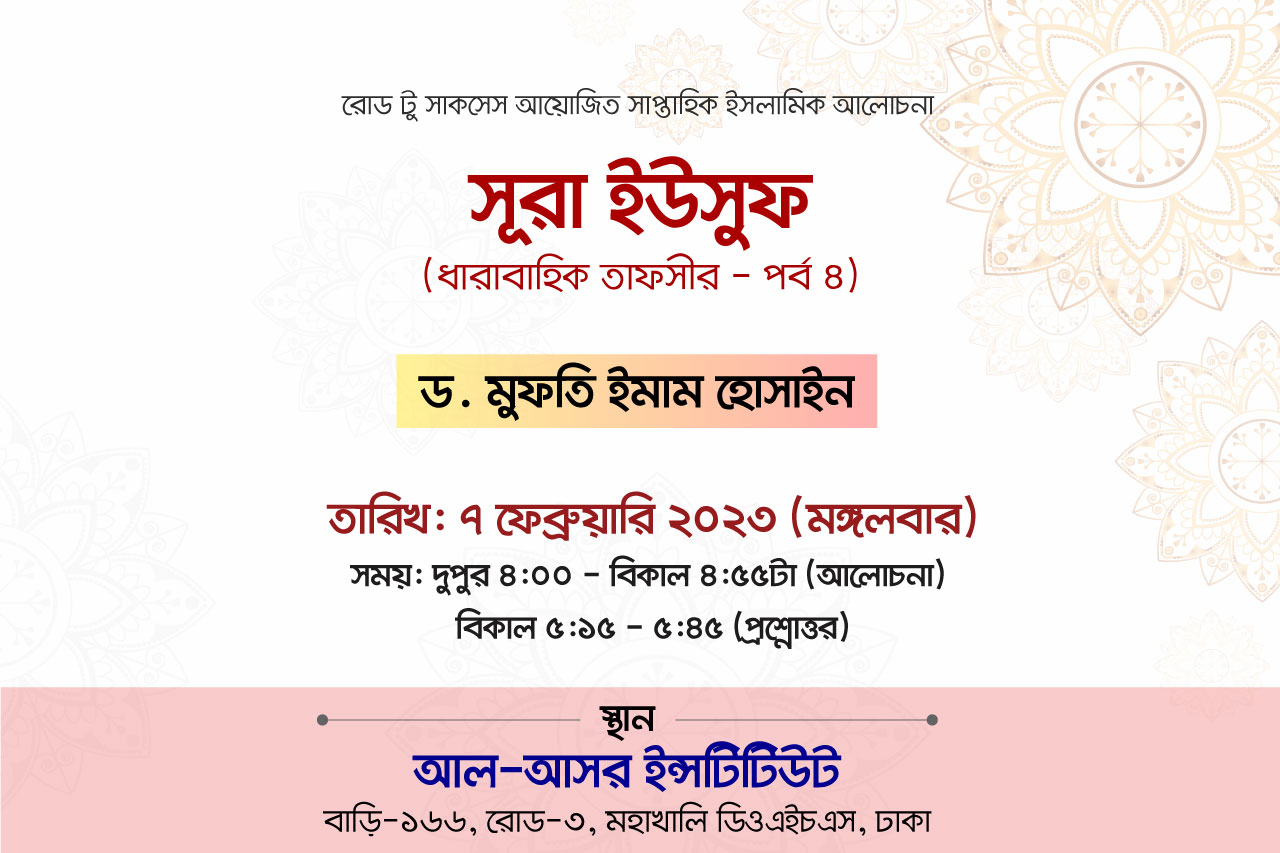 রোড টু সাকসেস আয়োজিত সাপ্তাহিক ইসলামিক আলোচনা
সূরা ইউসুফ
(ধারাবাহিক তাফসীর - পর্ব ৪)
ড. মুফতি ইমাম হোসাইন
তারিখ: ৭ ফেব্রুয়ারি ২০২৩ (মঙ্গলবার)
সময়: দুপুর ৪:০০ - বিকাল ৪:৫৫টা (আলোচনা)
বিকাল ৫:১৫ - ৫:৪৫ (প্রশ্নোত্তর)
স্থান
আল-আসর ইন্সটিটিউট
বাড়ি-১৬৬, রোড-৩, মহাখালি ডিওএইচএস, ঢাকা